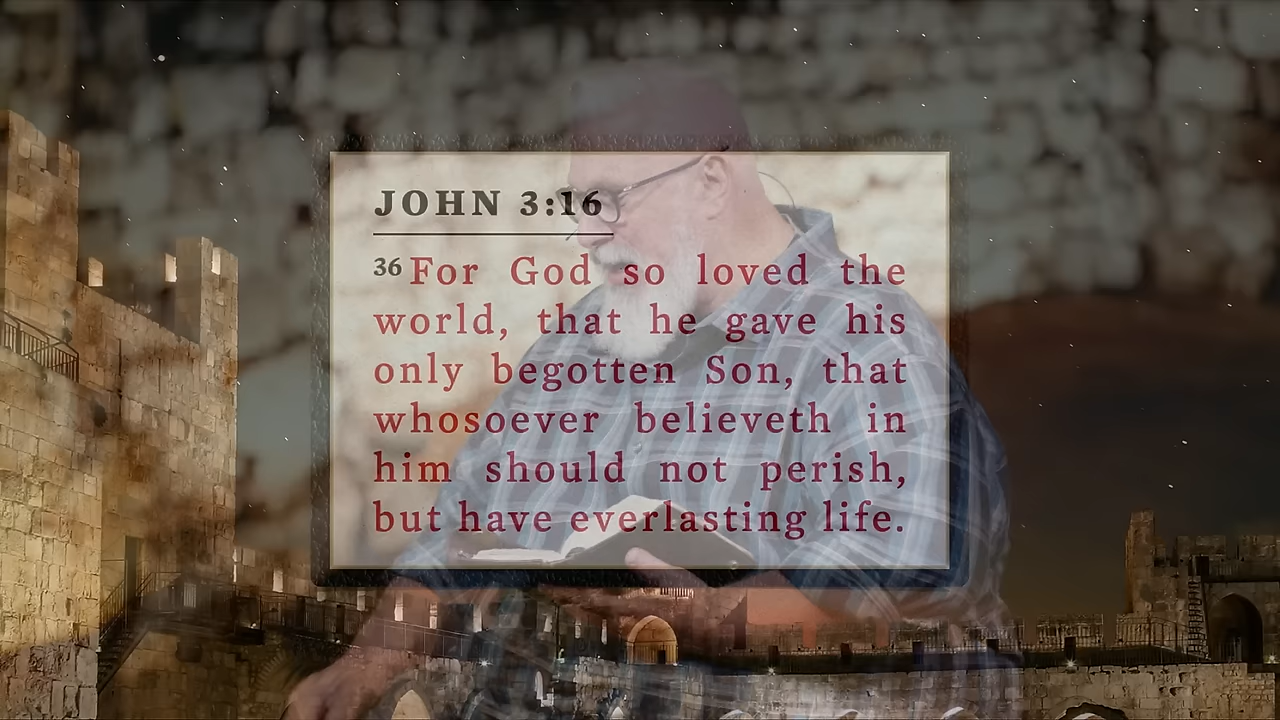 JOHN 3:16
36 For God so loved the
world, that he gave his
only begotten Son, that
whosoever believeth in
him should not perish,
but have everlasting life.